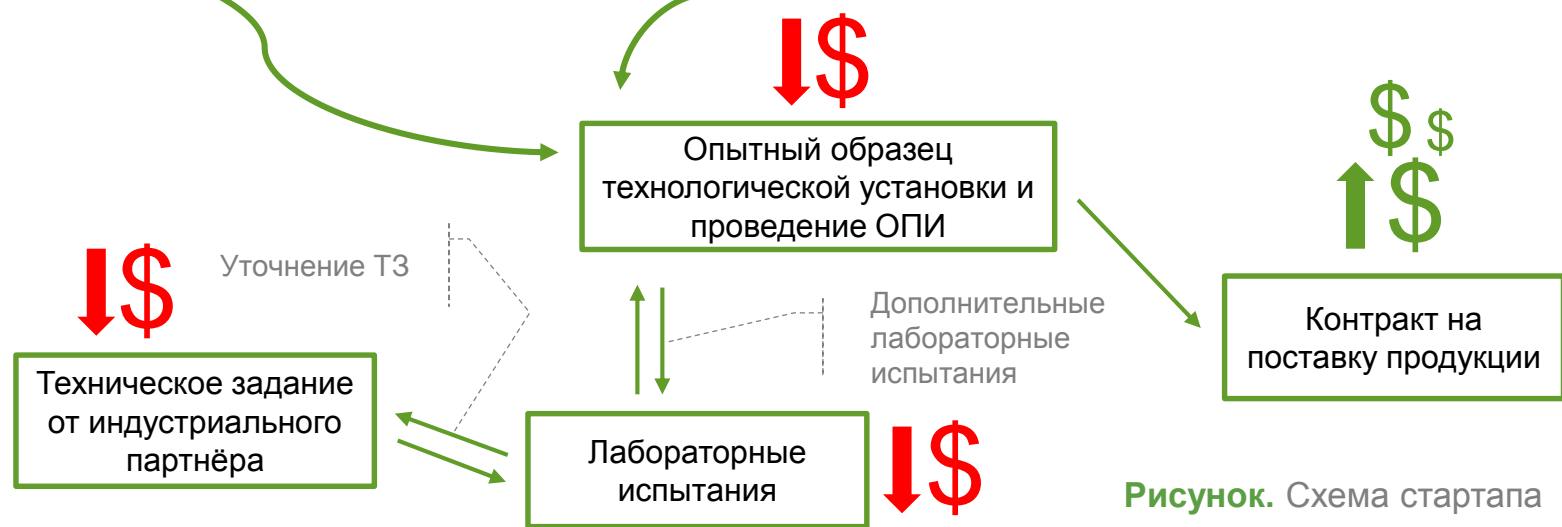 $
Опытный образец
технологической установки и
проведение ОПИ
$ $
$
Уточнение ТЗ
$
Дополнительные
лабораторные
испытания
Контракт на
поставку продукции
Техническое задание
от индустриального
партнёра
Лабораторные
испытания
$
Рисунок. Схема стартапа